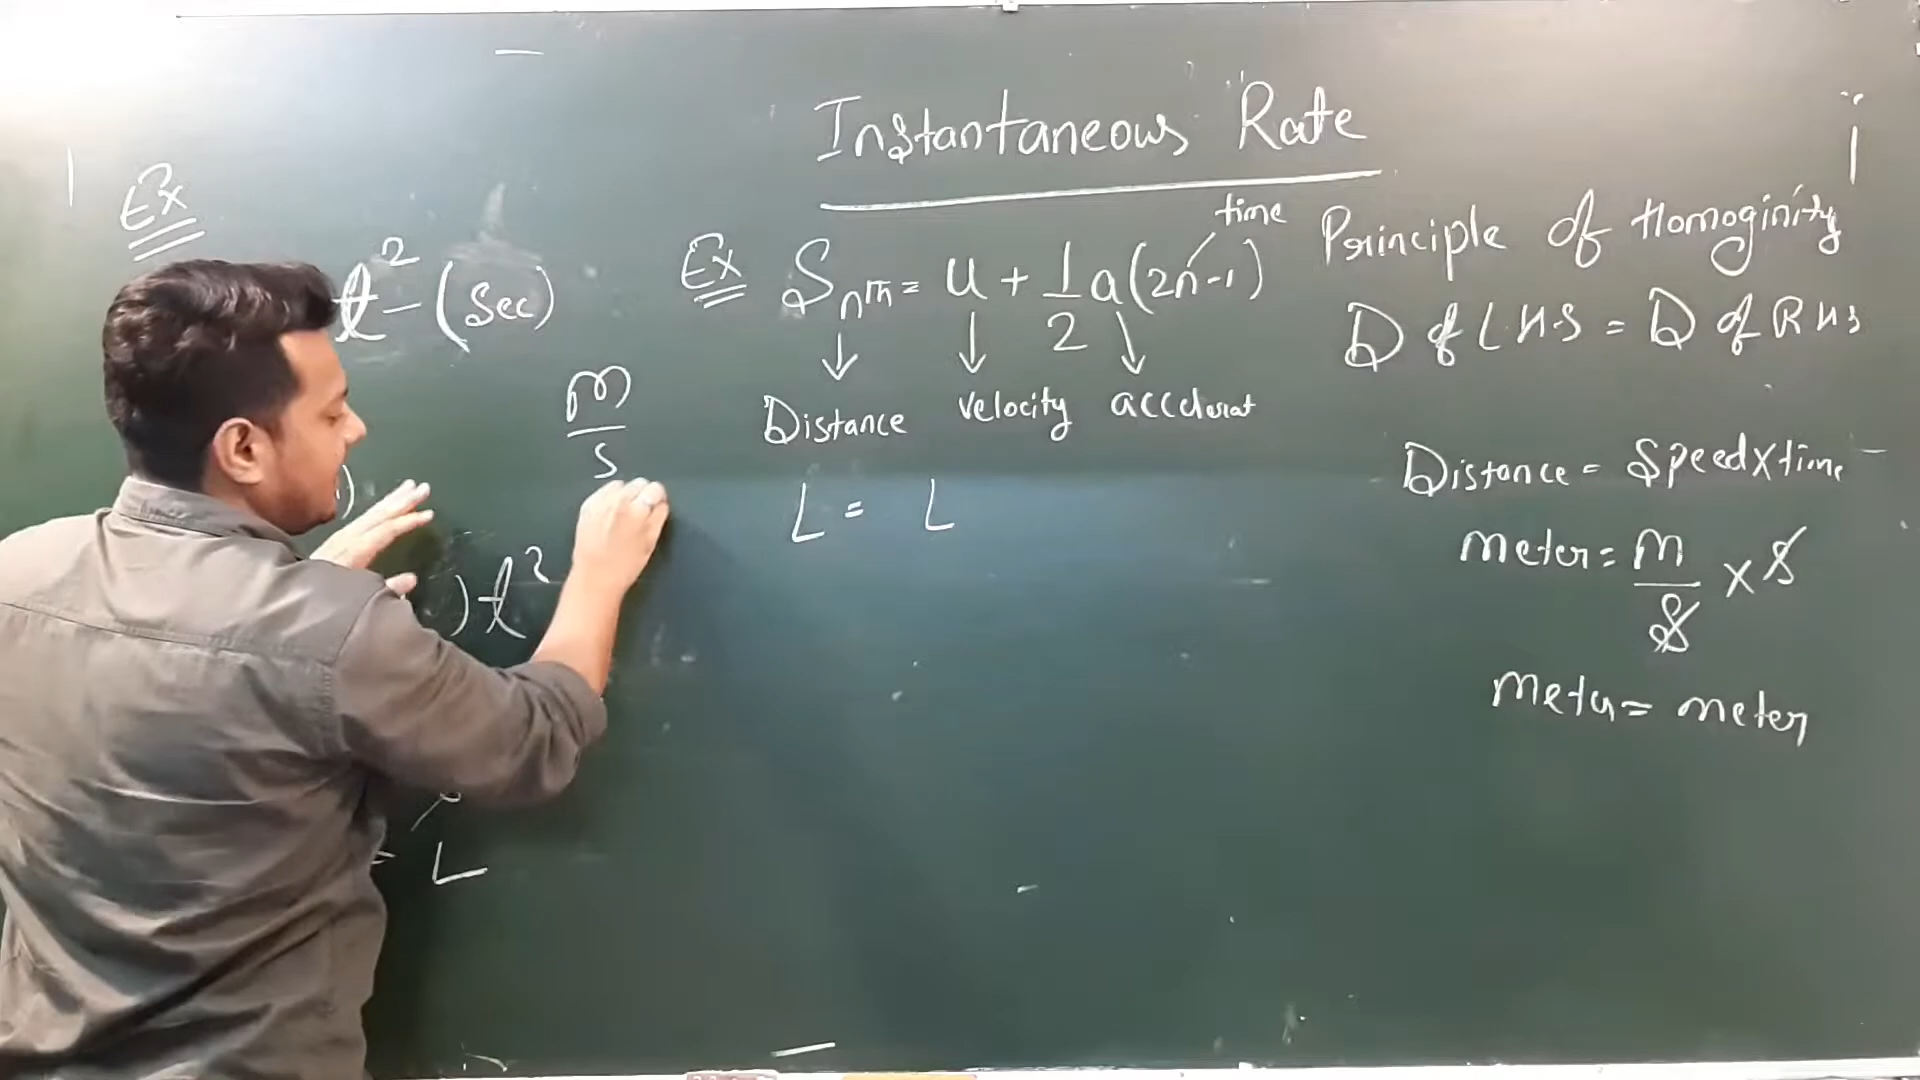 Instantaneous Rate
Ex
t² - (Sec)
m
s
) t²
= L
Ex Snth = u + 1/2 a(2n-1)
time
Distance velocity accelerat
L = L
Principle of Homoginity
D of LHS = D of RHS
Distance = Speed×time
meter = m/s × s
meter = meter